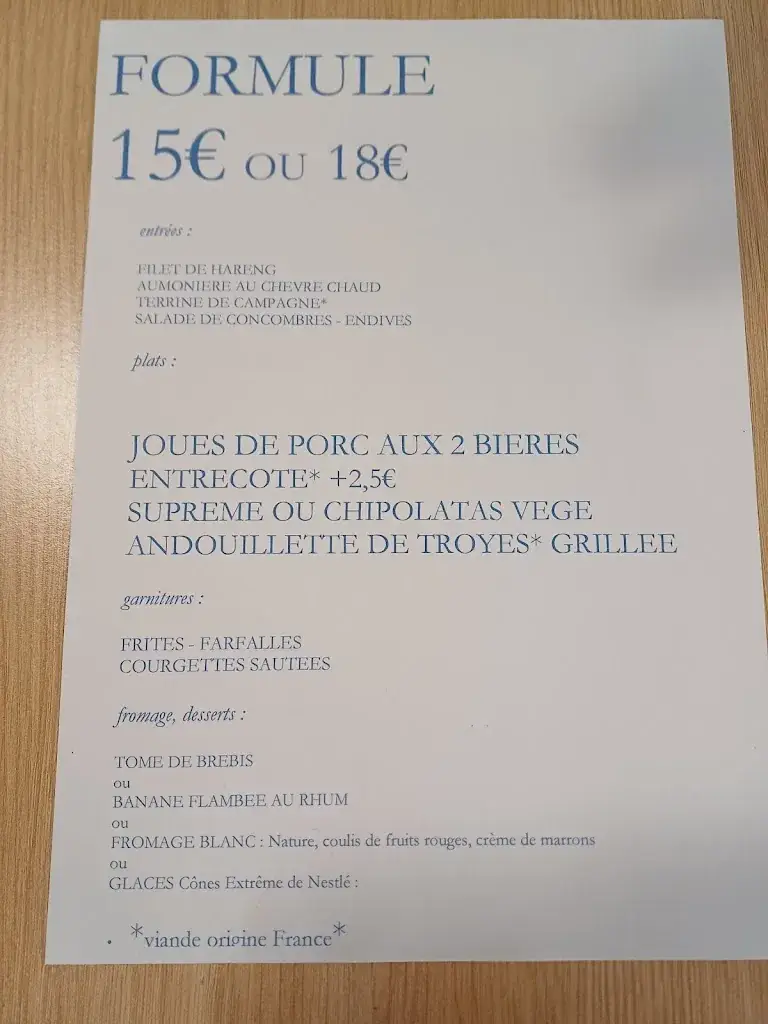 FORMULE
15€ OU 18€
entrées :
FILET DE HARENG
AUMONIERE AU CHEVRE CHAUD
TERRINE DE CAMPAGNE*
SALADE DE CONCOMBRES - ENDIVES
plats :
JOUES DE PORC AUX 2 BIERES
ENTRECOTE* +2,5€
SUPREME OU CHIPOLATAS VEGE
ANDOUILLETTE DE TROYES* GRILLEE
garnitures :
FRITES - FARFALLES
COURGETTES SAUTEES
fromage, desserts :
TOME DE BREBIS
ou
BANANE FLAMBEE AU RHUM
ou
FROMAGE BLANC : Nature, coulis de fruits rouges, crème de marrons
ou
GLACES Cônes Extrême de Nestlé :
• *viande origine France*